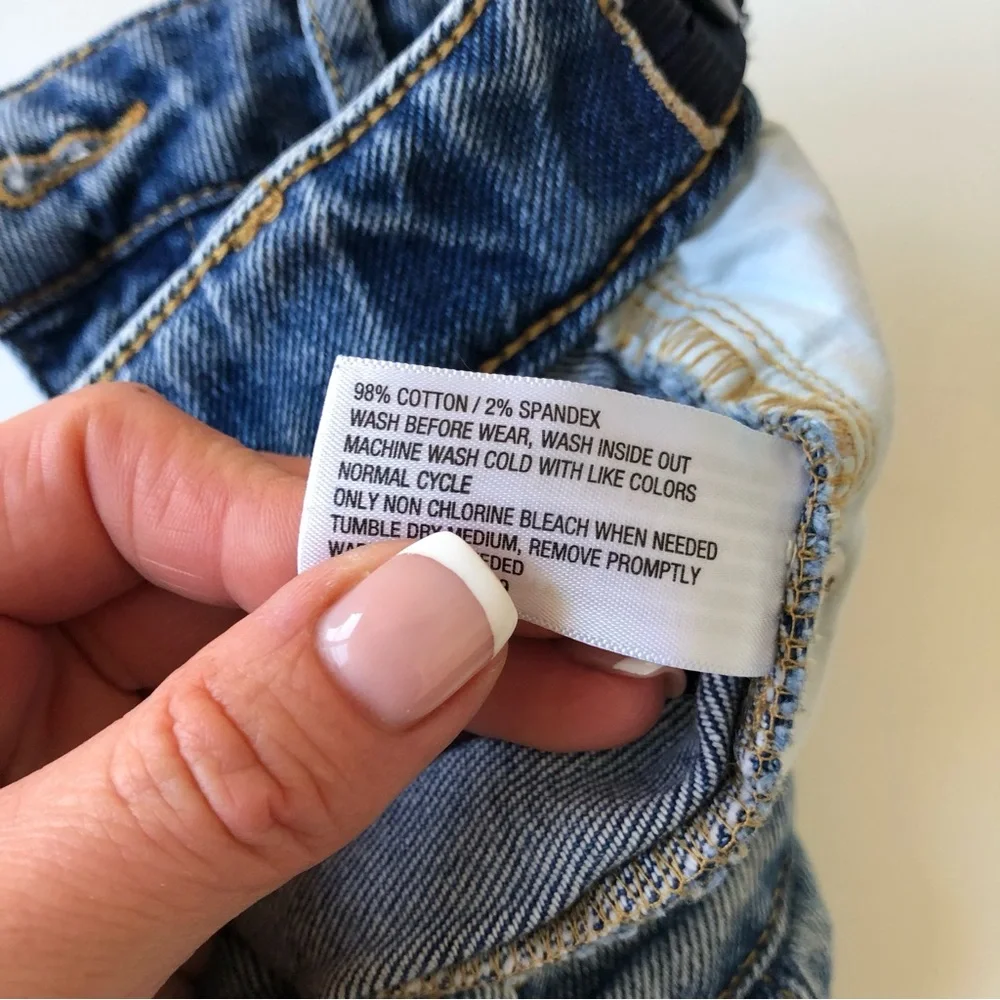 98% COTTON / 2% SPANDEX
WASH BEFORE WEAR, WASH INSIDE OUT
MACHINE WASH COLD WITH LIKE COLORS
NORMAL CYCLE
ONLY NON CHLORINE BLEACH WHEN NEEDED
TUMBLE DRY MEDIUM, REMOVE PROMPTLY